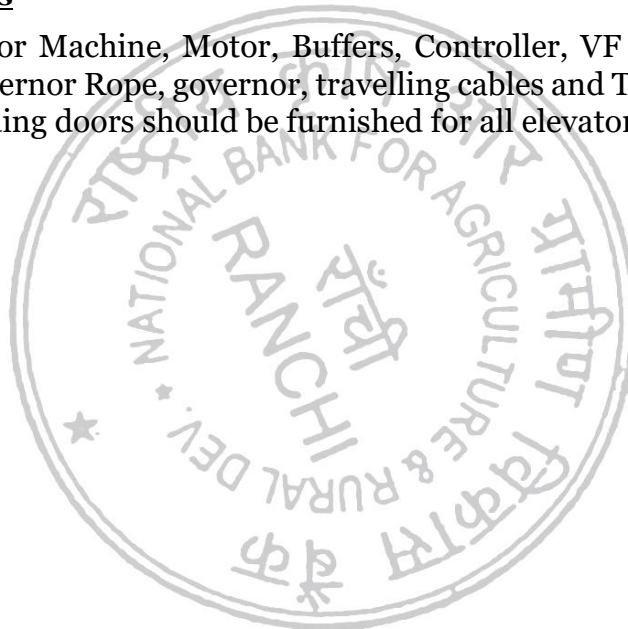 or Machine, Motor, Buffers, Controller, VF
ernor Rope, governor, travelling cables and T
ing doors should be furnished for all elevator
राष्ट्रीय कृषि और ग्रामीण विकास बैंक
NATIONAL BANK FOR AGRICULTURE & RURAL DEV.
RANCHI
राँची